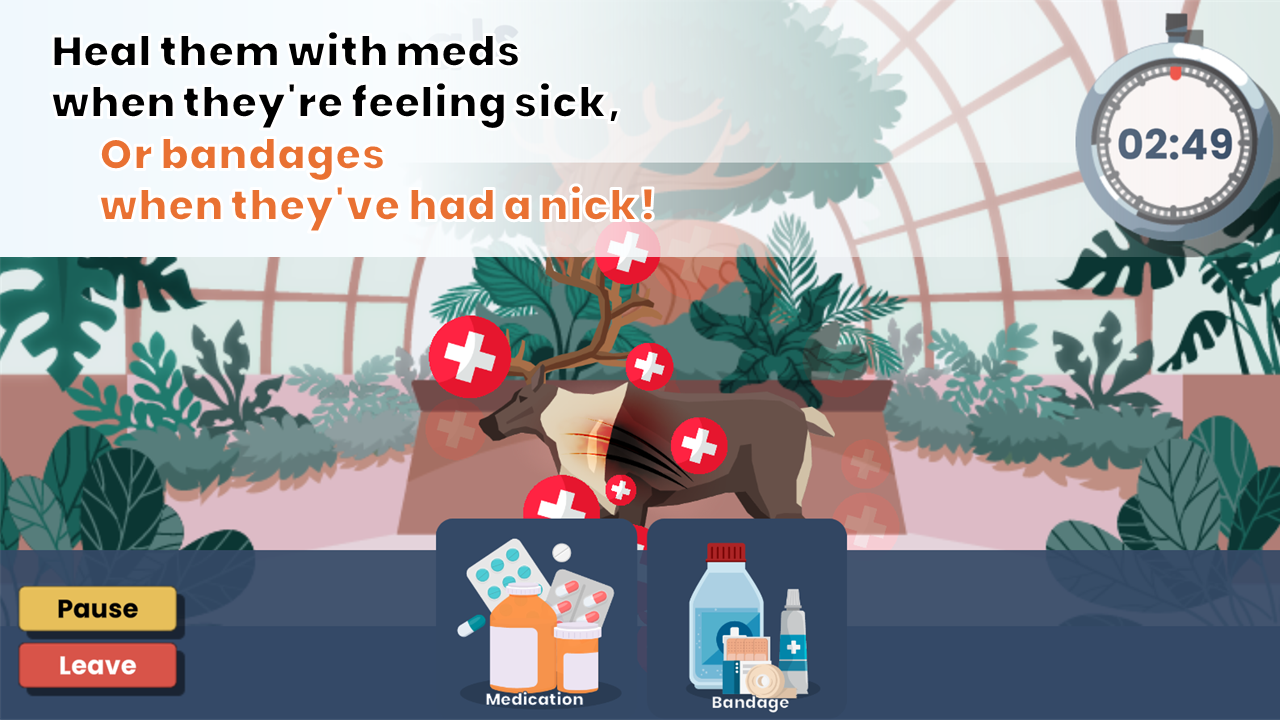 Heal them with meds
when they're feeling sick,
Or bandages
when they've had a nick!
02:49
Pause
Leave
Medication
Bandage